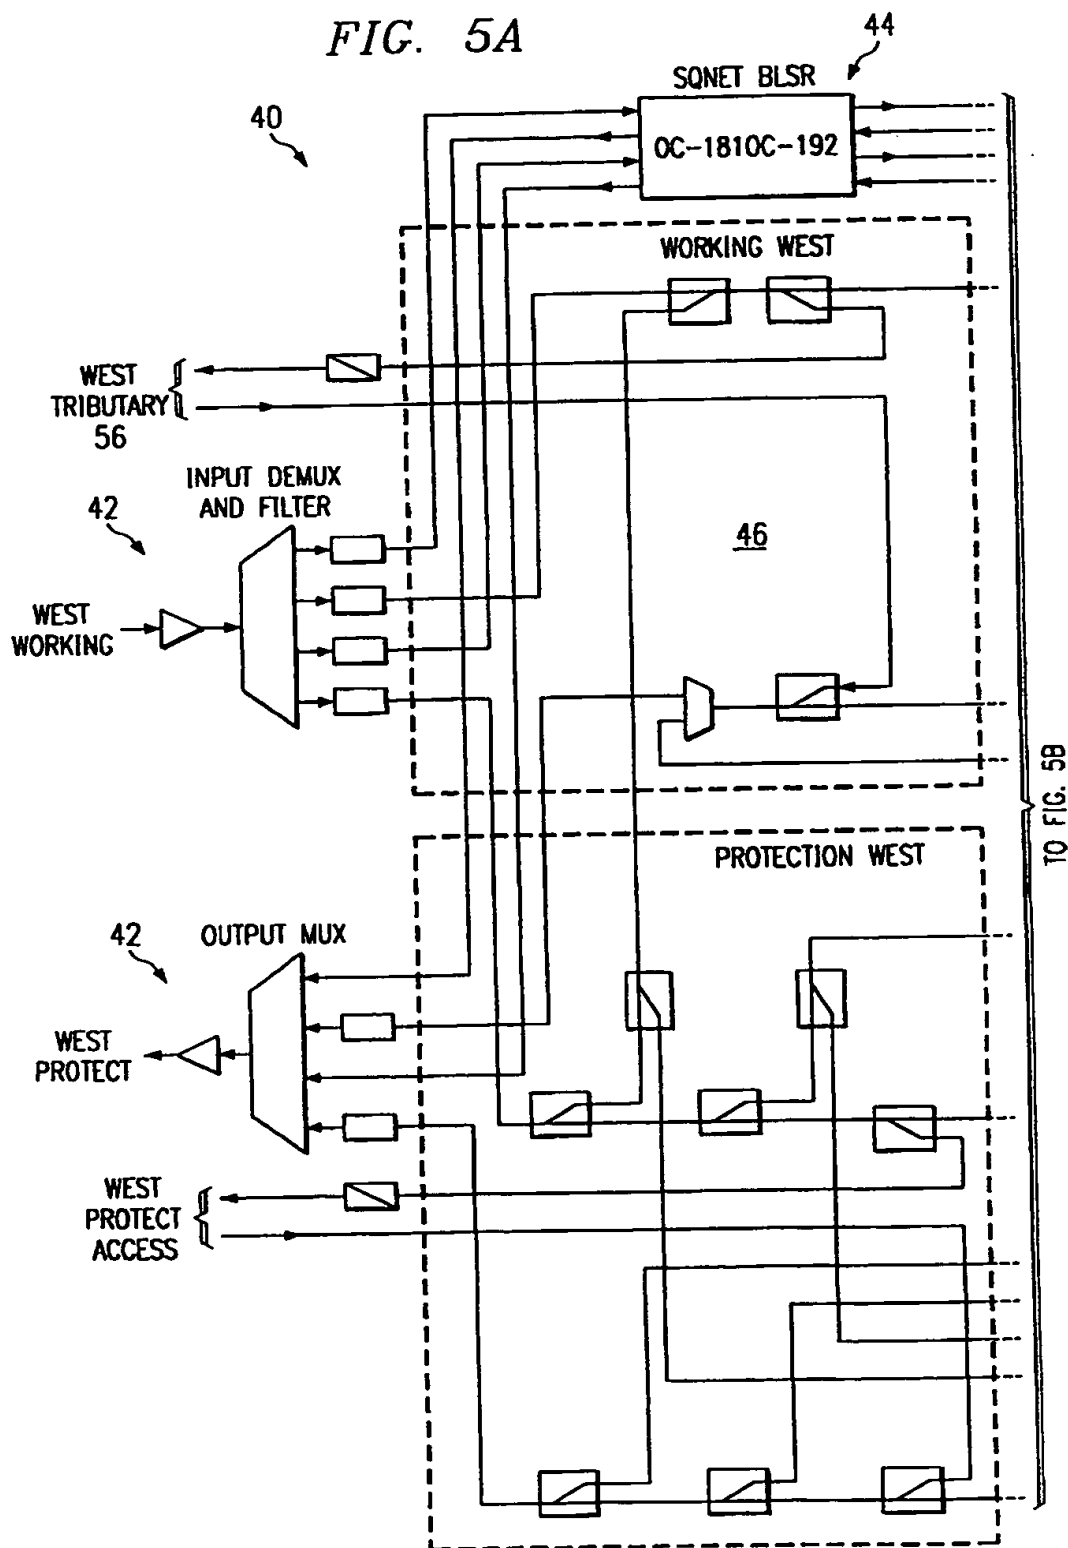 FIG. 5A
44
SQNET BLSR
40
OC-1810C-192
WORKING WEST
WEST
TRIBUTARY
56
INPUT DEMUX
AND FILTER
42
46
WEST
WORKING
TO FIG. 5B
PROTECTION WEST
42
OUTPUT MUX
WEST
PROTECT
WEST
PROTECT
ACCESS